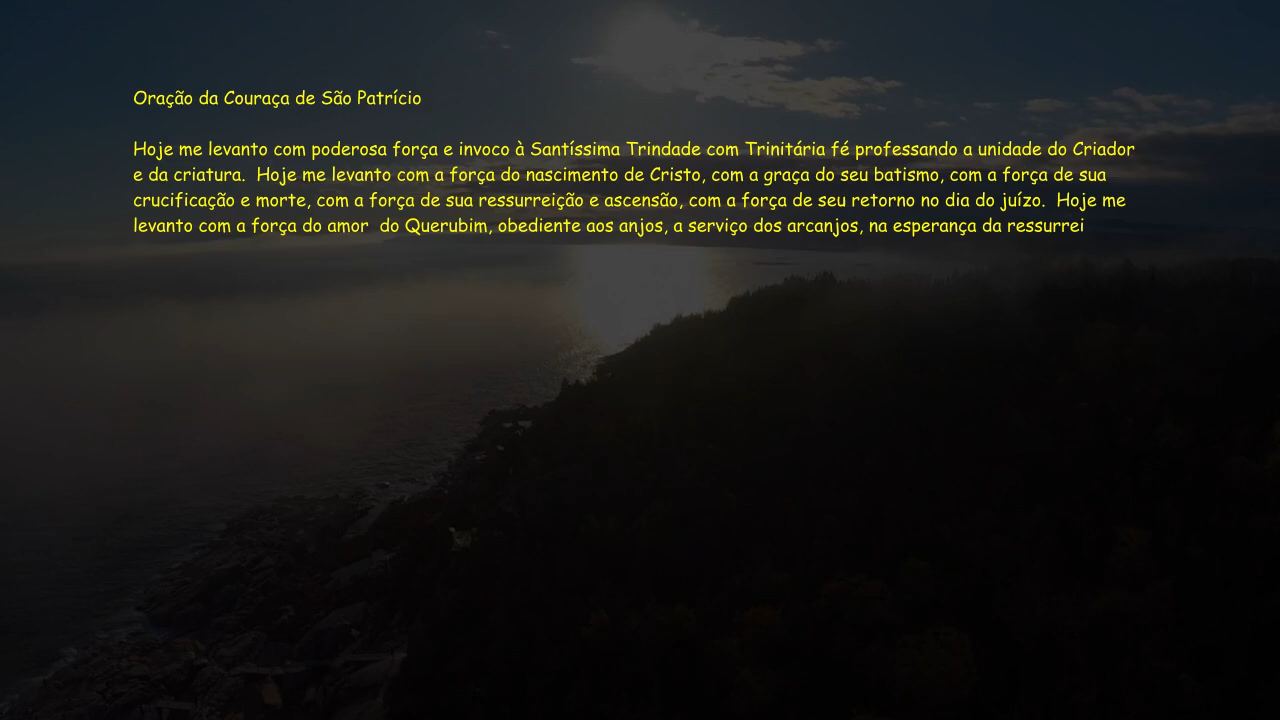 Oração da Couraça de São Patrício
Hoje me levanto com poderosa força e invoco à Santíssima Trindade com Trinitária fé professando a unidade do Criador
e da criatura.  Hoje me levanto com a força do nascimento de Cristo, com a graça do seu batismo, com a força de sua
crucificação e morte, com a força de sua ressurreição e ascensão, com a força de seu retorno no dia do juízo.  Hoje me
levanto com a força do amor  do Querubim, obediente aos anjos, a serviço dos arcanjos, na esperança da ressurrei